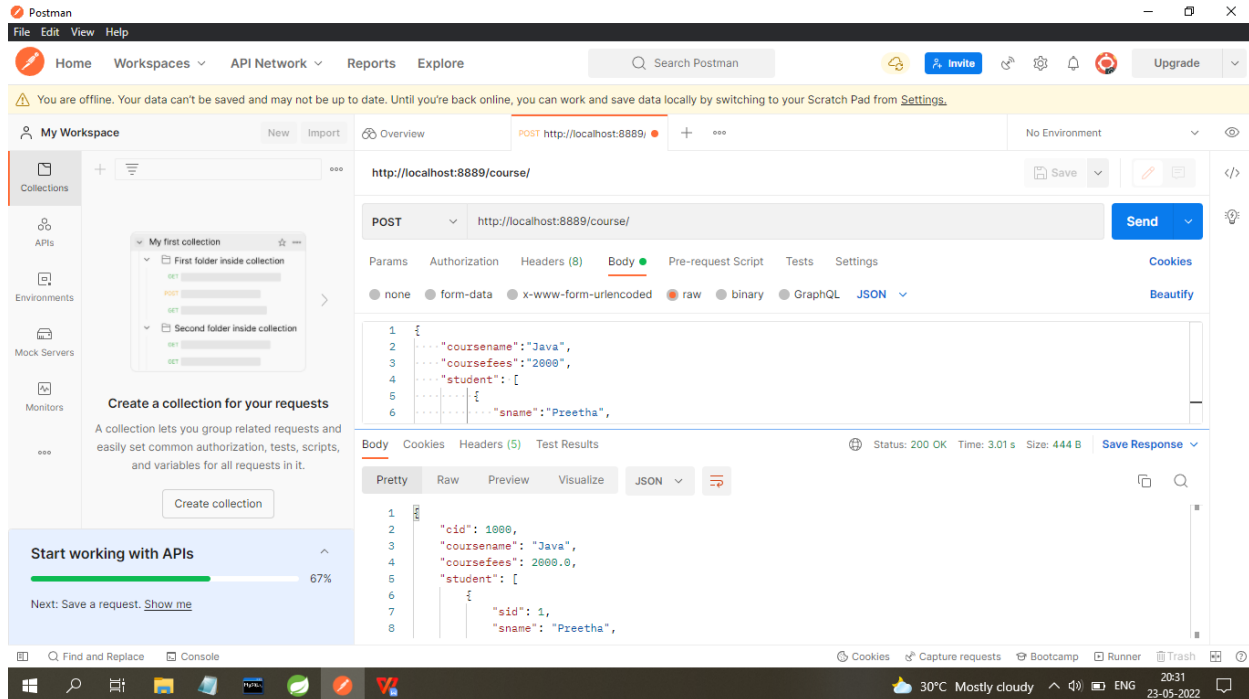 Postman
File Edit View Help
Home Workspaces API Network Reports Explore Search Postman Invite Upgrade
You are offline. Your data can't be saved and may not be up to date. Until you're back online, you can work and save data locally by switching to your Scratch Pad from Settings.
My Workspace New Import Overview POST http://localhost:8889/ No Environment
Collections
APIs
Environments
Mock Servers
Monitors
My first collection
First folder inside collection
GET
POST
GET
Second folder inside collection
GET
GET
Create a collection for your requests
A collection lets you group related requests and
easily set common authorization, tests, scripts,
and variables for all requests in it.
Create collection
Start working with APIs
67%
Next: Save a request. Show me
http://localhost:8889/course/ Save
POST http://localhost:8889/course/ Send
Params Authorization Headers (8) Body Pre-request Script Tests Settings Cookies
none form-data x-www-form-urlencoded raw binary GraphQL JSON Beautify
1 {
2 "coursename":"Java",
3 "coursefees":"2000",
4 "student": [
5 {
6 "sname":"Preetha",
Body Cookies Headers (5) Test Results Status: 200 OK Time: 3.01 s Size: 444 B Save Response
Pretty Raw Preview Visualize JSON
1 {
2 "cid": 1000,
3 "coursename": "Java",
4 "coursefees": 2000.0,
5 "student": [
6 {
7 "sid": 1,
8 "sname": "Preetha",
Find and Replace Console Cookies Capture requests Bootcamp Runner Trash
30°C Mostly cloudy ENG 20:31
23-05-2022